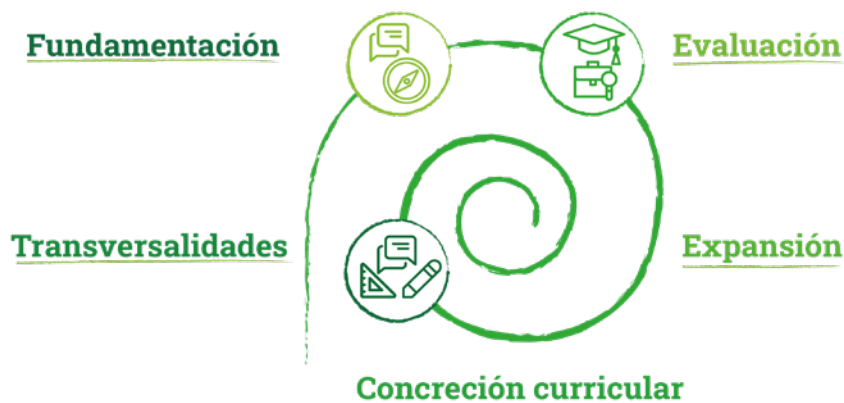 Fundamentación
Evaluación
Transversalidades
Expansión
Concreción curricular